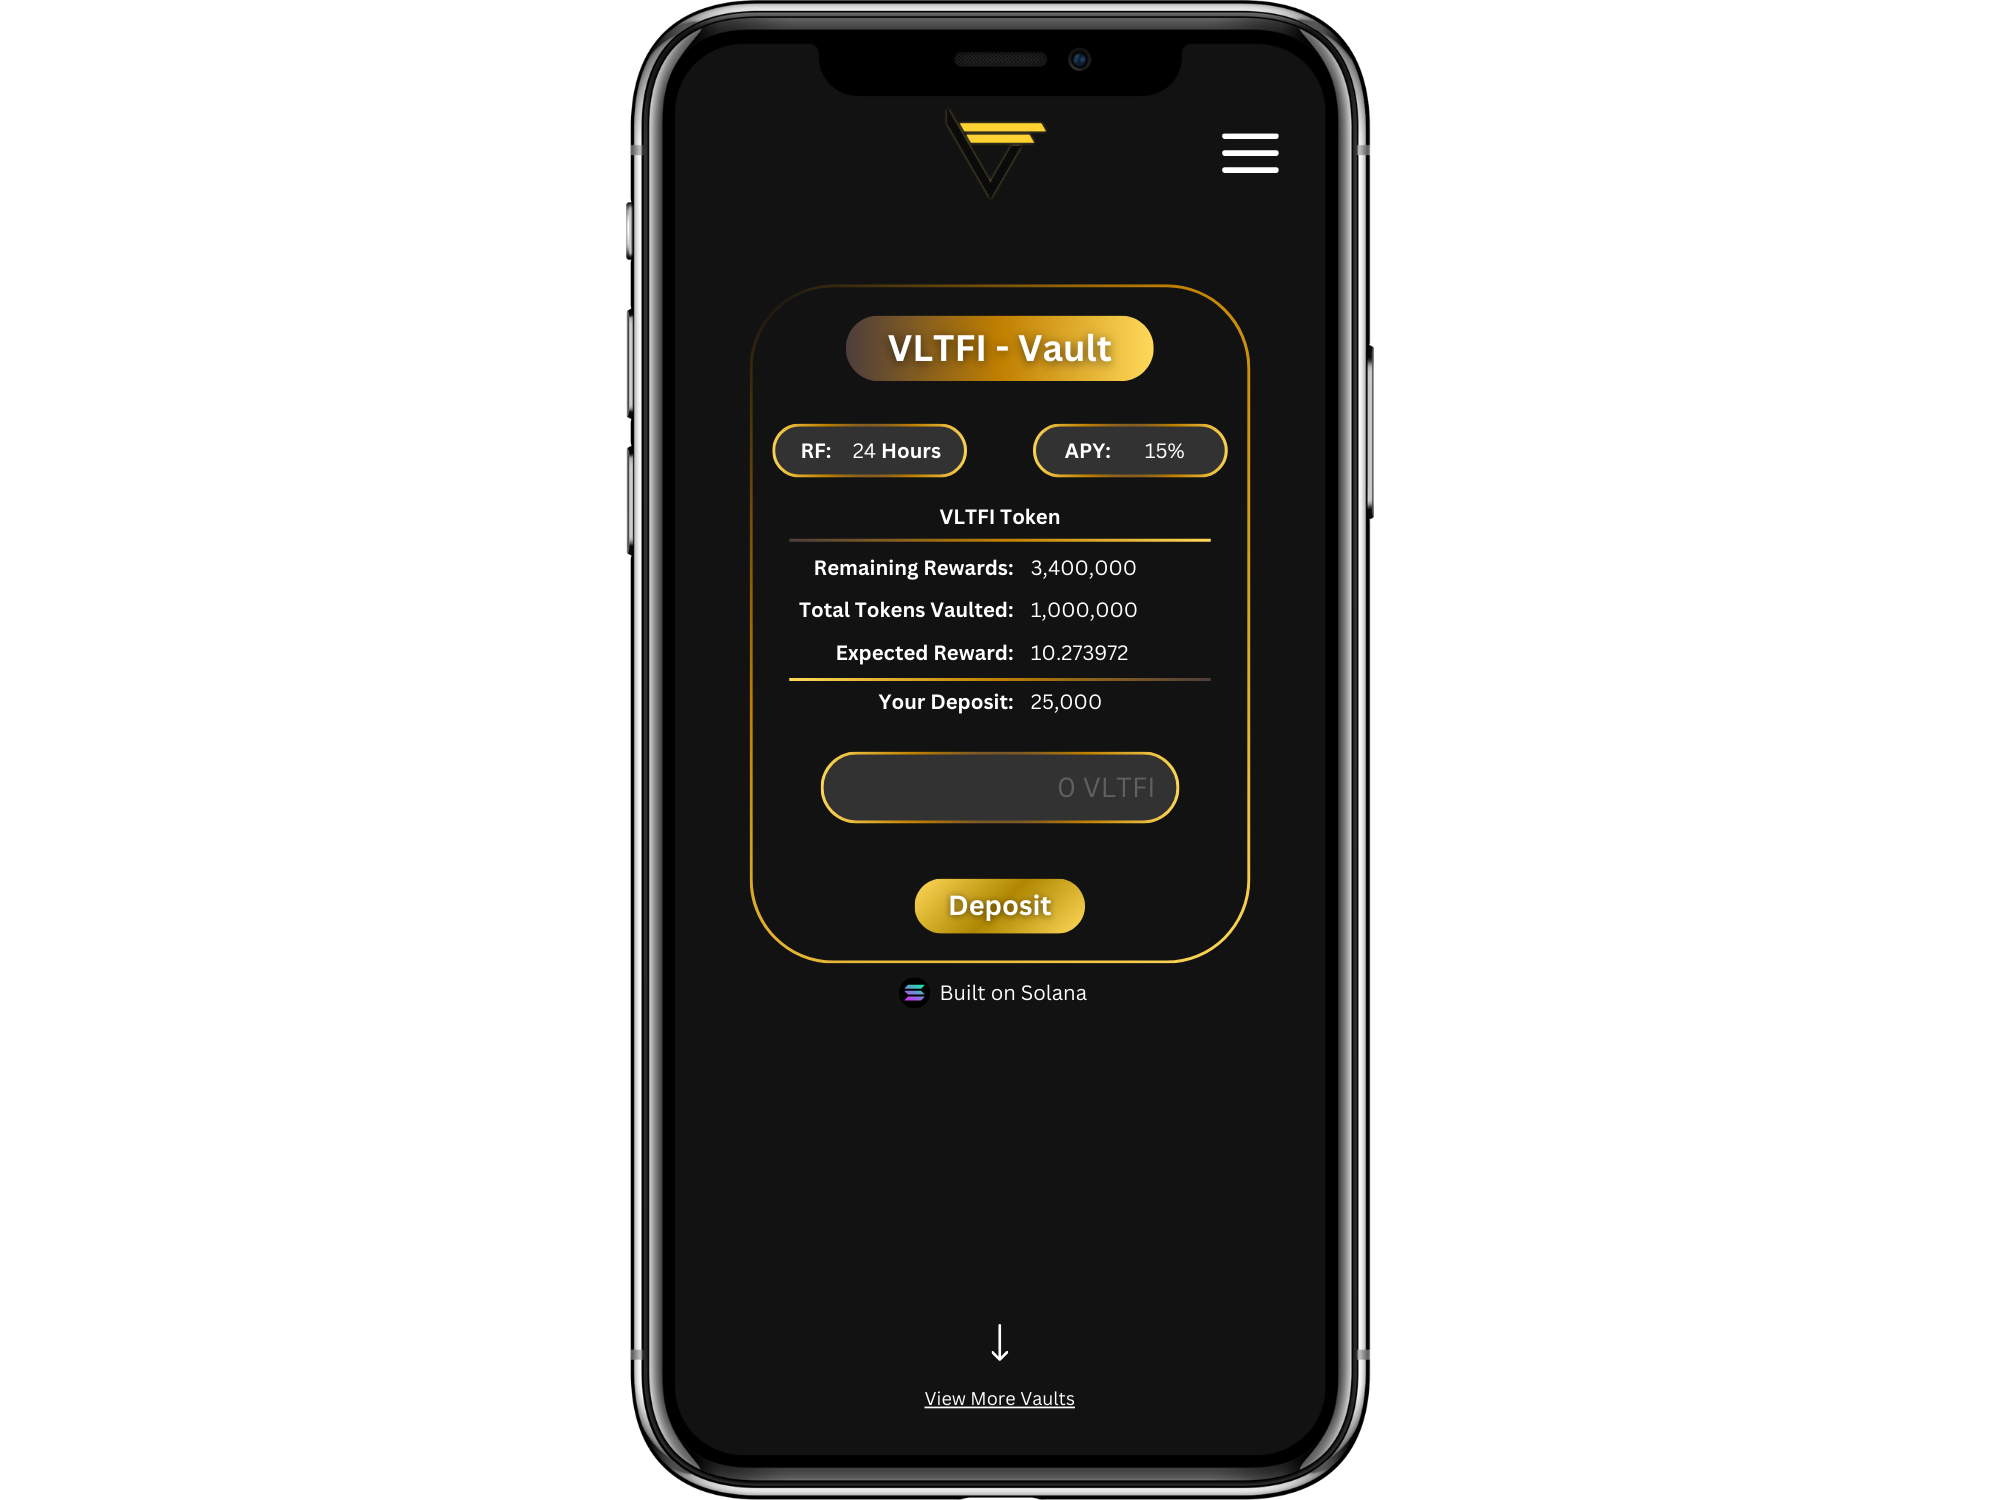 VLTFI - Vault
RF: 24 Hours
APY: 15%
VLTFI Token
Remaining Rewards: 3,400,000
Total Tokens Vaulted: 1,000,000
Expected Reward: 10.273972
Your Deposit: 25,000
0 VLTFI
Deposit
Built on Solana
View More Vaults